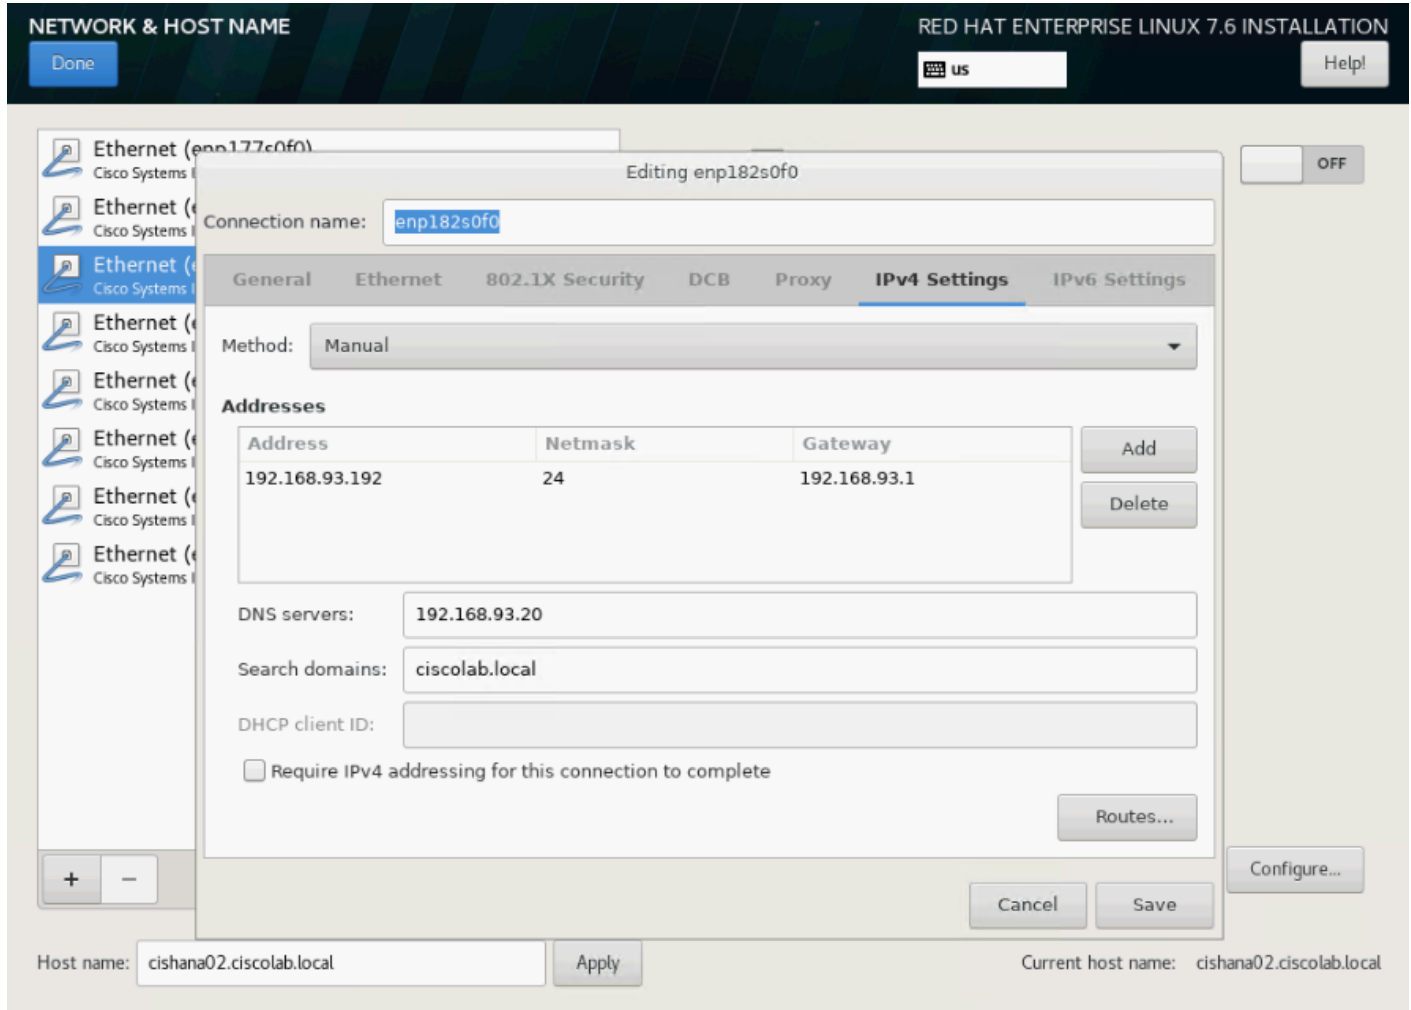 NETWORK & HOST NAME
RED HAT ENTERPRISE LINUX 7.6 INSTALLATION
Done
us
Help!
Ethernet (enp177s0f0)
Cisco Systems
Editing enp182s0f0
OFF
Ethernet (
Cisco Systems
Connection name: enp182s0f0
Ethernet (
Cisco Systems
General Ethernet 802.1X Security DCB Proxy IPv4 Settings IPv6 Settings
Ethernet (
Cisco Systems
Method: Manual
Ethernet (
Cisco Systems
Addresses
Ethernet (
Cisco Systems
Address Netmask Gateway
Add
192.168.93.192 24 192.168.93.1
Ethernet (
Cisco Systems
Delete
Ethernet (
Cisco Systems
DNS servers: 192.168.93.20
Search domains: ciscolab.local
DHCP client ID:
Require IPv4 addressing for this connection to complete
Routes...
+ −
Configure...
Cancel Save
Host name: cishana02.ciscolab.local Apply
Current host name: cishana02.ciscolab.local